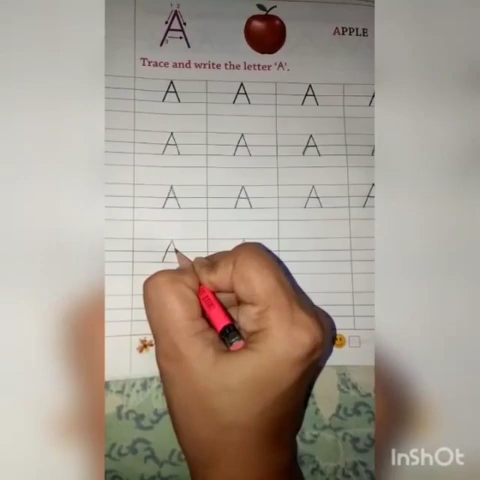 A
APPLE
Trace and write the letter 'A'.
A A A A
A A A A
A A A A
A
InShOt